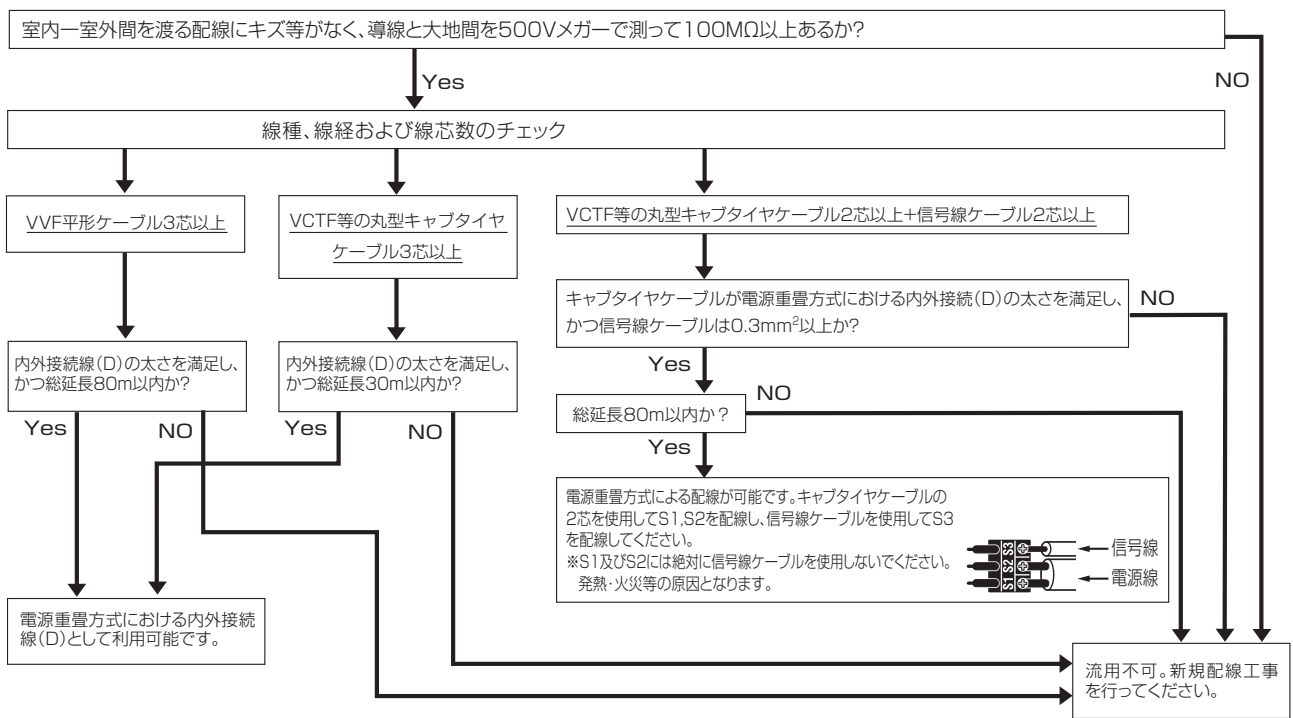 室内ー室外間を渡る配線にキズ等がなく、導線と大地間を500Vメガーで測って100MΩ以上あるか?
Yes
NO
線種、線経および線芯数のチェック
VVF平形ケーブル3芯以上
VCTF等の丸型キャブタイヤ
ケーブル3芯以上
VCTF等の丸型キャブタイヤケーブル2芯以上+信号線ケーブル2芯以上
キャブタイヤケーブルが電源重畳方式における内外接続(D)の太さを満足し、
かつ信号線ケーブルは0.3mm²以上か?
NO
内外接続線(D)の太さを満足し、
かつ総延長80m以内か?
内外接続線(D)の太さを満足し、
かつ総延長30m以内か?
Yes
総延長80m以内か?
NO
Yes
NO
Yes
NO
Yes
電源重畳方式による配線が可能です。キャブタイヤケーブルの
2芯を使用してS1,S2を配線し、信号線ケーブルを使用してS3
を配線してください。
※S1及びS2には絶対に信号線ケーブルを使用しないでください。
発熱・火災等の原因となります。
S1 S2 S3
信号線
電源線
電源重畳方式における内外接続
線(D)として利用可能です。
流用不可。新規配線工事
を行ってください。